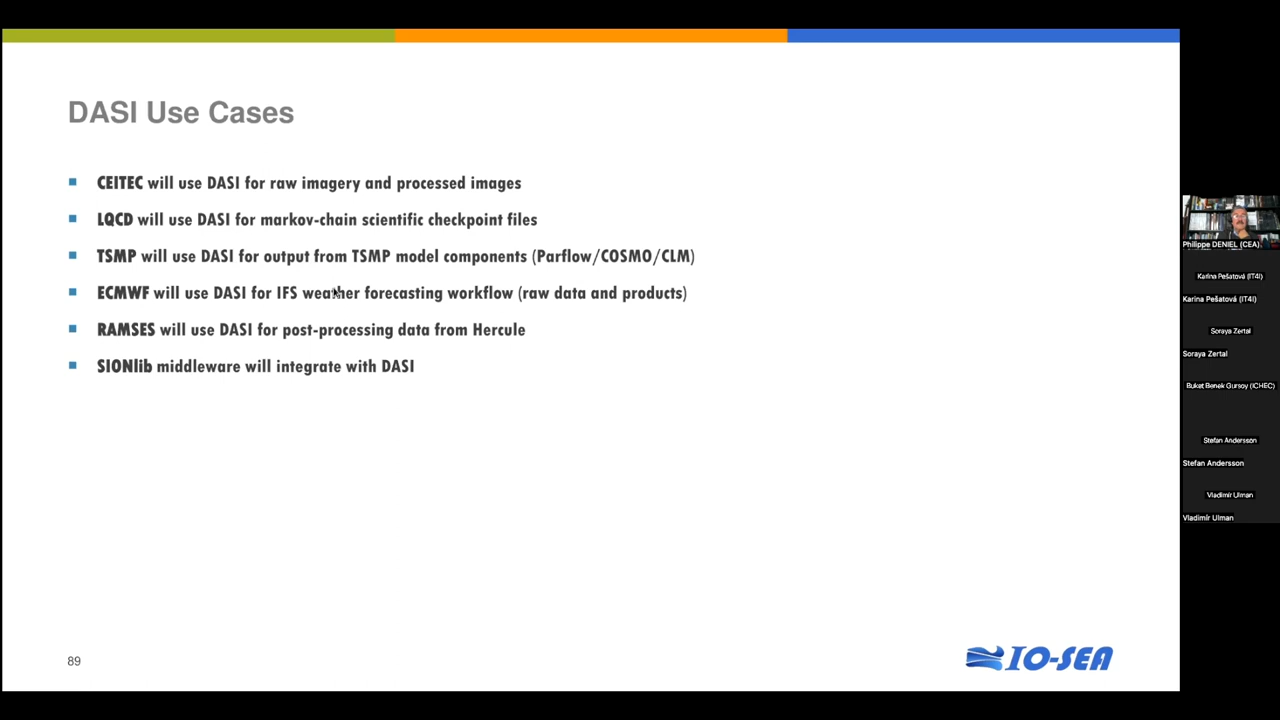 DASI Use Cases
CEITEC will use DASI for raw imagery and processed images
LQCD will use DASI for markov-chain scientific checkpoint files
TSMP will use DASI for output from TSMP model components (Parflow/COSMO/CLM)
ECMWF will use DASI for IFS weather forecasting workflow (raw data and products)
RAMSES will use DASI for post-processing data from Hercule
SIONlib middleware will integrate with DASI
89
IO-SEA
Philippe DENIEL (CEA)
Karina Pešatová (IT4I)
Karina Pešatová (IT4I)
Soraya Zertal
Soraya Zertal
Buket Benek Gursoy (ICHEC)
Stefan Andersson
Stefan Andersson
Vladimír Ulman
Vladimír Ulman